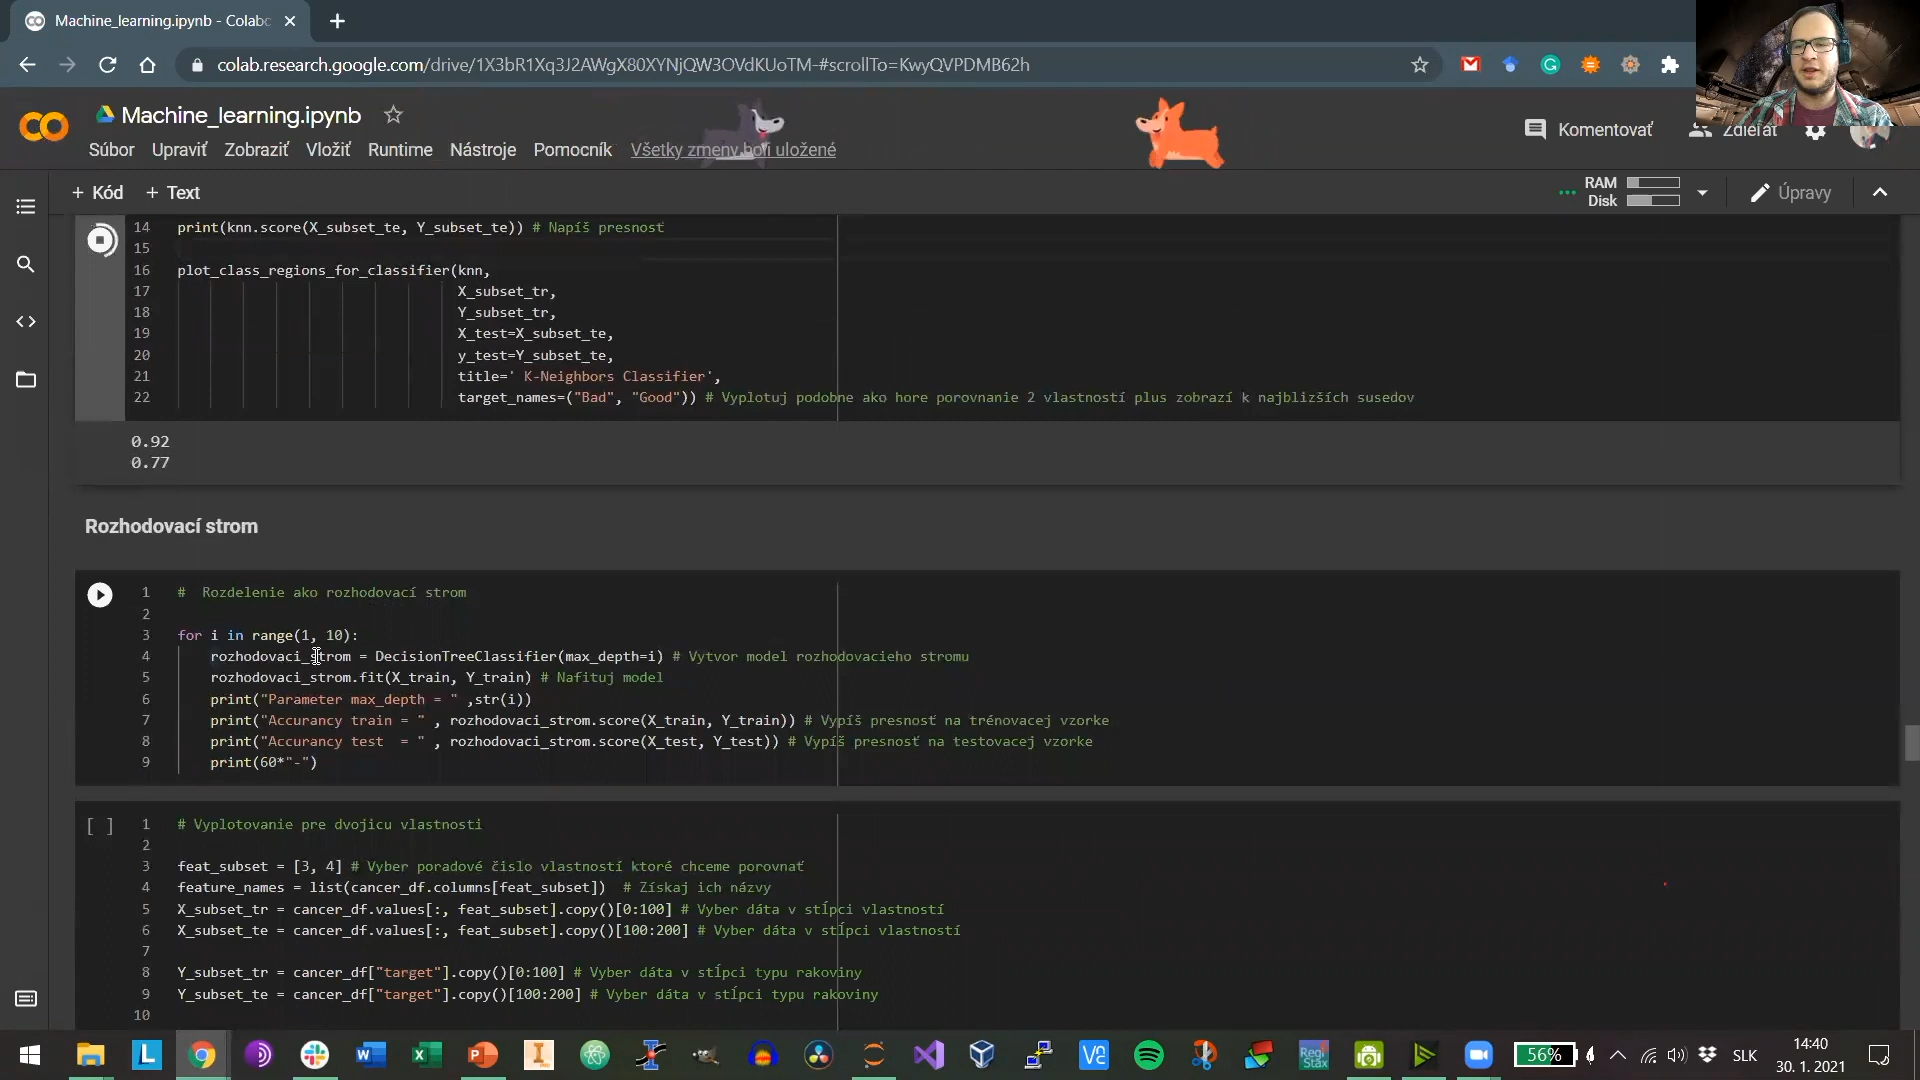 Machine_learning.ipynb - Colabc
colab.research.google.com/drive/1X3bR1Xq3J2AWgX80XYNjQW3OVdKUoTM-#scrollTo=KwyQVPDMB62h
Machine_learning.ipynb
Komentovať
Zdieľať
Súbor Upraviť Zobraziť Vložiť Runtime Nástroje Pomocník Všetky zmeny boli uložené
+ Kód + Text
RAM
Disk
Úpravy
14 print(knn.score(X_subset_te, Y_subset_te)) # Napíš presnosť
15
16 plot_class_regions_for_classifier(knn,
17 X_subset_tr,
18 Y_subset_tr,
19 X_test=X_subset_te,
20 y_test=Y_subset_te,
21 title=' K-Neighbors Classifier',
22 target_names=("Bad", "Good")) # Vyplotuj podobne ako hore porovnanie 2 vlastností plus zobrazí k najbližších susedov
0.92
0.77
Rozhodovací strom
1 # Rozdelenie ako rozhodovací strom
2
3 for i in range(1, 10):
4 rozhodovaci_strom = DecisionTreeClassifier(max_depth=i) # Vytvor model rozhodovacieho stromu
5 rozhodovaci_strom.fit(X_train, Y_train) # Nafituj model
6 print("Parameter max_depth = " ,str(i))
7 print("Accurancy train = " , rozhodovaci_strom.score(X_train, Y_train)) # Vypíš presnosť na trénovacej vzorke
8 print("Accurancy test  = " , rozhodovaci_strom.score(X_test, Y_test)) # Vypíš presnosť na testovacej vzorke
9 print(60*"-")
[ ] 1 # Vyplotovanie pre dvojicu vlastnosti
2
3 feat_subset = [3, 4] # Vyber poradové čislo vlastností ktoré chceme porovnať
4 feature_names = list(cancer_df.columns[feat_subset])  # Získaj ich názvy
5 X_subset_tr = cancer_df.values[:, feat_subset].copy()[0:100] # Vyber dáta v stĺpci vlastností
6 X_subset_te = cancer_df.values[:, feat_subset].copy()[100:200] # Vyber dáta v stĺpci vlastností
7
8 Y_subset_tr = cancer_df["target"].copy()[0:100] # Vyber dáta v stĺpci typu rakoviny
9 Y_subset_te = cancer_df["target"].copy()[100:200] # Vyber dáta v stĺpci typu rakoviny
10
56%
SLK
14:40
30. 1. 2021